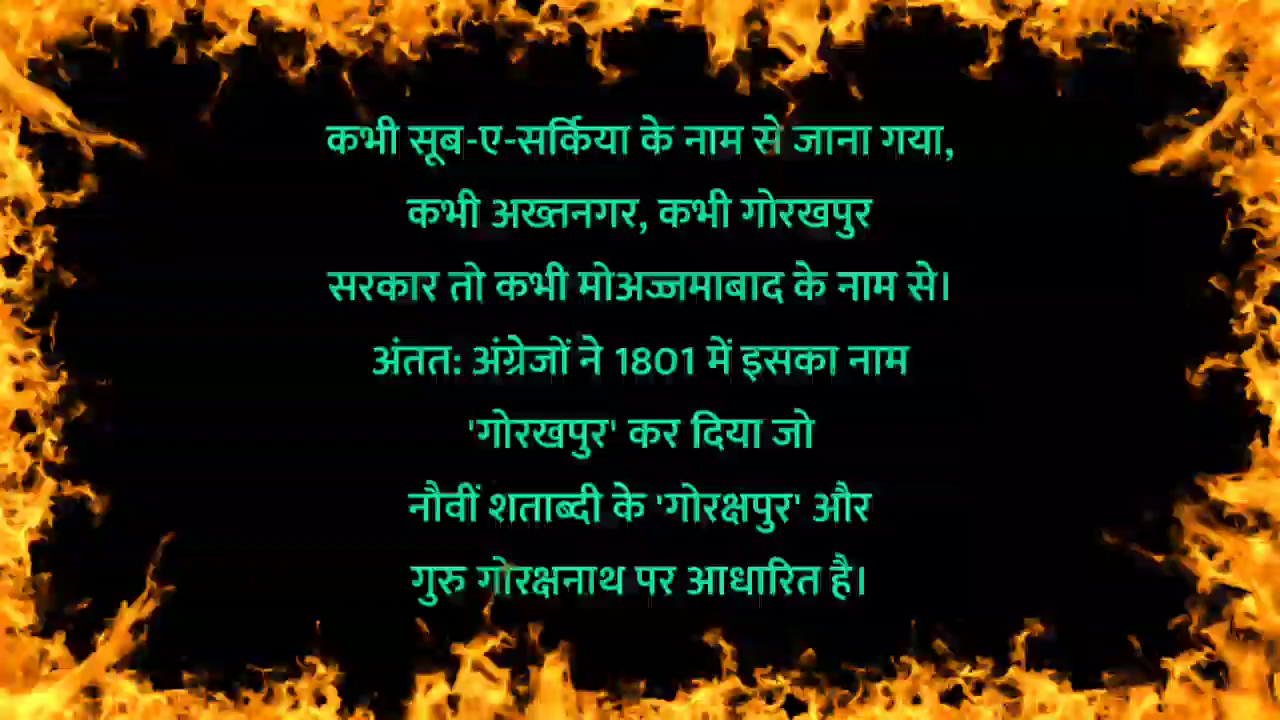 कभी सूब-ए-सर्किया के नाम से जाना गया,
कभी अख्तनगर, कभी गोरखपुर
सरकार तो कभी मोअज्जमाबाद के नाम से।
अंतत: अंग्रेजों ने 1801 में इसका नाम
'गोरखपुर' कर दिया जो
नौवीं शताब्दी के 'गोरक्षपुर' और
गुरु गोरक्षनाथ पर आधारित है।